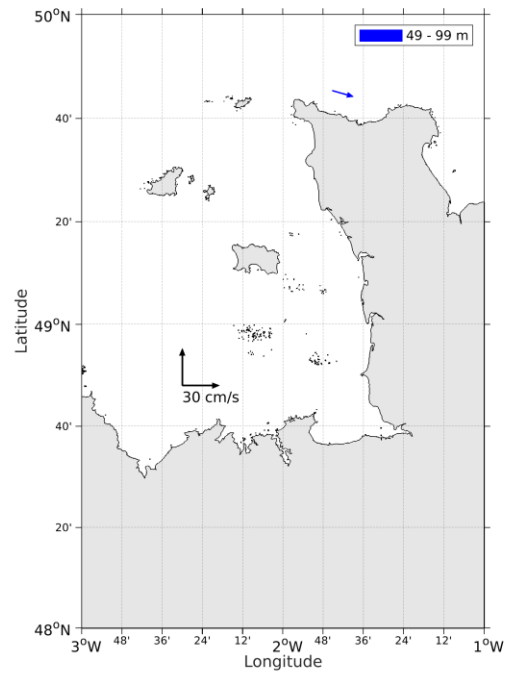 50°N
49 - 99 m
40'
20'
49°N
30 cm/s
40'
20'
48°N
3°W 48' 36' 24' 12' 2°W 48' 36' 24' 12' 1°W
Longitude
Latitude